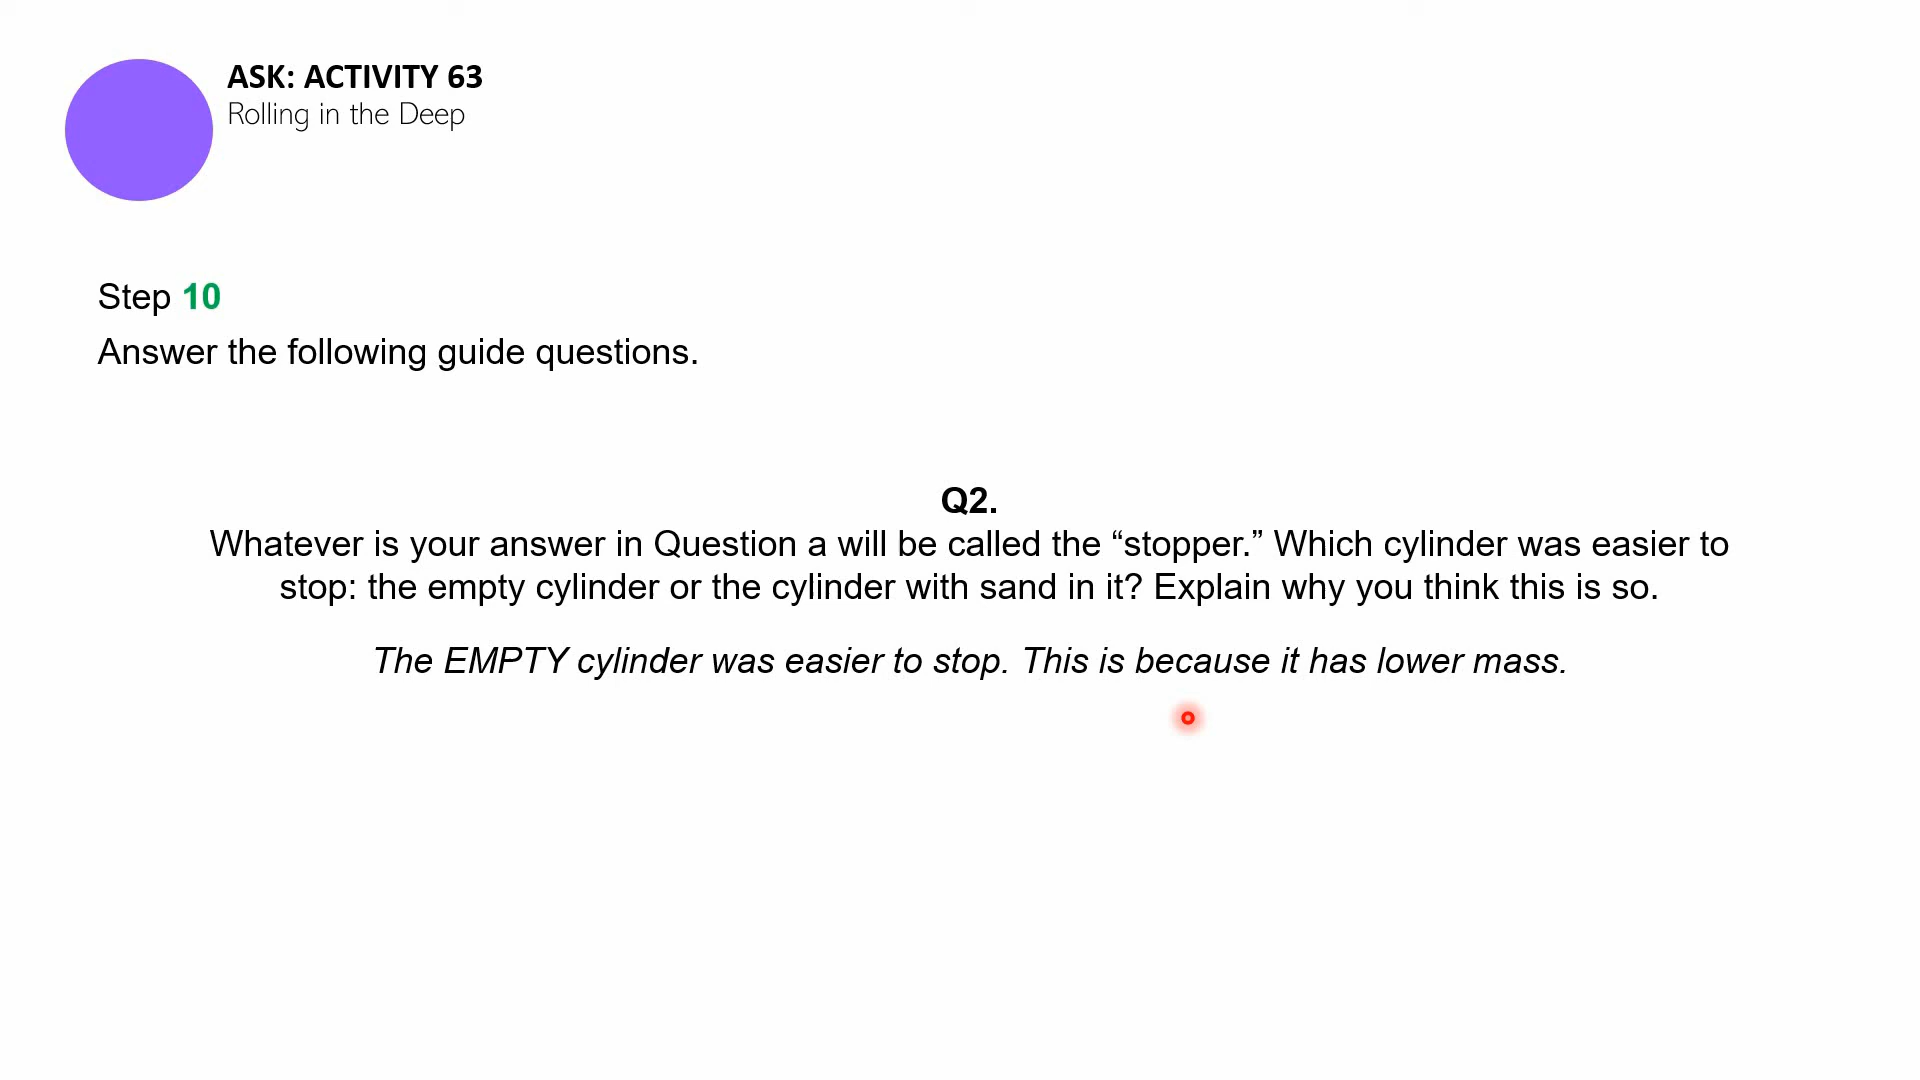 ASK: ACTIVITY 63
Rolling in the Deep
Step 10
Answer the following guide questions.
Q2.
Whatever is your answer in Question a will be called the “stopper.” Which cylinder was easier to
stop: the empty cylinder or the cylinder with sand in it? Explain why you think this is so.
The EMPTY cylinder was easier to stop. This is because it has lower mass.